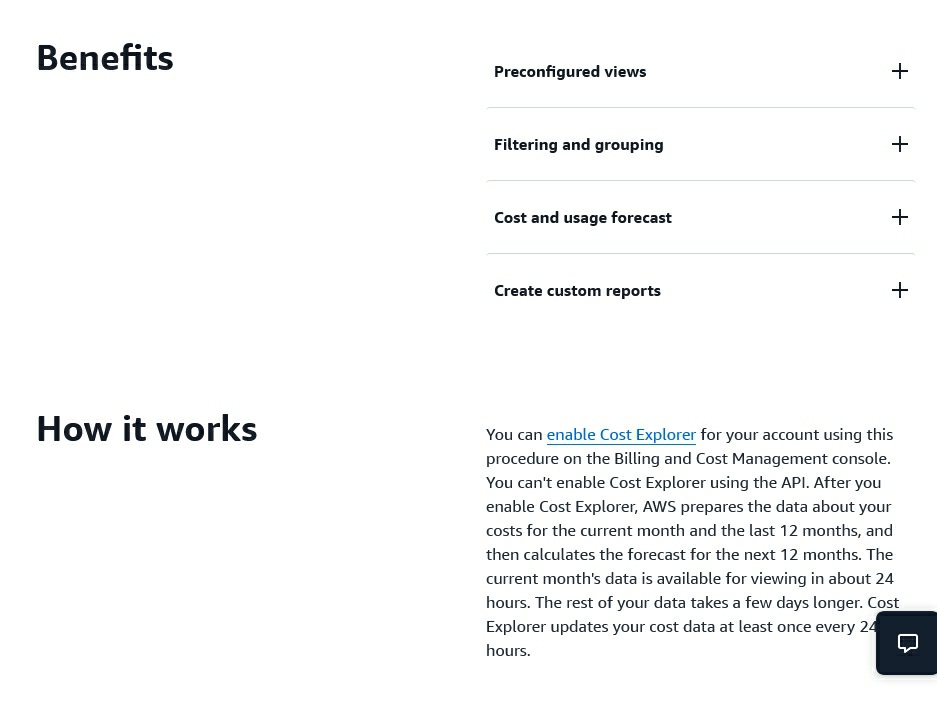 Benefits
Preconfigured views
Filtering and grouping
Cost and usage forecast
Create custom reports
How it works
You can enable Cost Explorer for your account using this
procedure on the Billing and Cost Management console.
You can't enable Cost Explorer using the API. After you
enable Cost Explorer, AWS prepares the data about your
costs for the current month and the last 12 months, and
then calculates the forecast for the next 12 months. The
current month's data is available for viewing in about 24
hours. The rest of your data takes a few days longer. Cost
Explorer updates your cost data at least once every 24
hours.